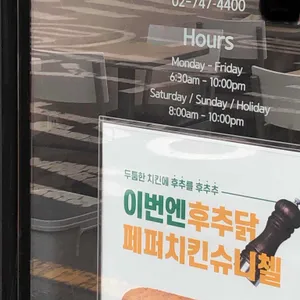 02-747-4400
Hours
Monday - Friday
6:30am - 10:00pm
Saturday / Sunday / Holiday
8:00am - 10:00pm
두툼한 치킨에 후추를 후추추
이번엔후추닭
페퍼치킨슈니첼